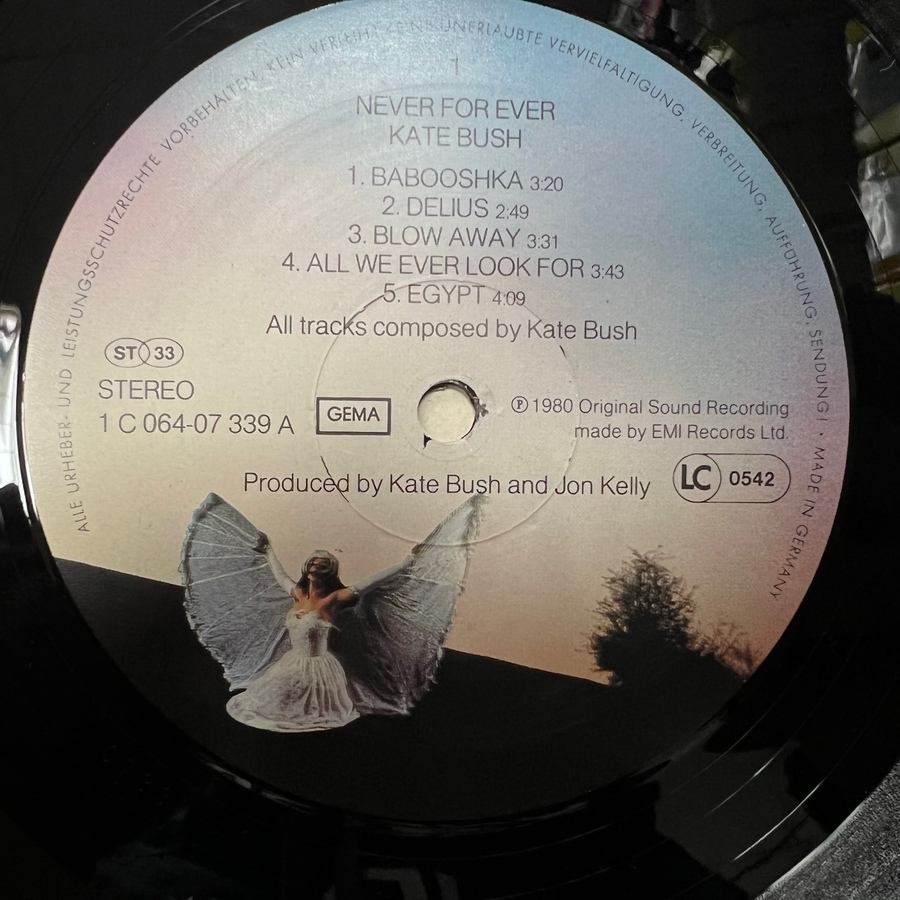 ALLE URHEBER- UND LEISTUNGSSCHUTZRECHTE VORBEHALTEN. KEIN VERLEIH! KEINE UNERLAUBTE VERVIELFÄLTIGUNG, VERBREITUNG, AUFFÜHRUNG, SENDUNG! • MADE IN GERMANY
1
NEVER FOR EVER
KATE BUSH
1. BABOOSHKA 3:20
2. DELIUS 2:49
3. BLOW AWAY 3:31
4. ALL WE EVER LOOK FOR 3:43
5. EGYPT 4:09
All tracks composed by Kate Bush
ST 33
STEREO
1 C 064-07 339 A
GEMA
℗ 1980 Original Sound Recording
made by EMI Records Ltd.
Produced by Kate Bush and Jon Kelly
LC 0542